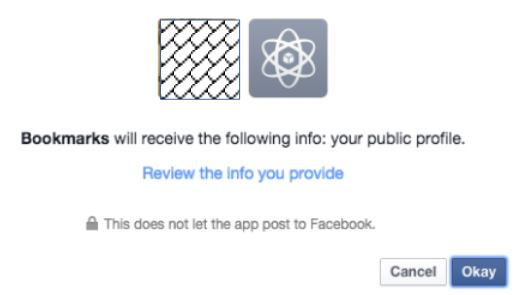 Bookmarks will receive the following info: your public profile.
Review the info you provide
This does not let the app post to Facebook.
Cancel Okay